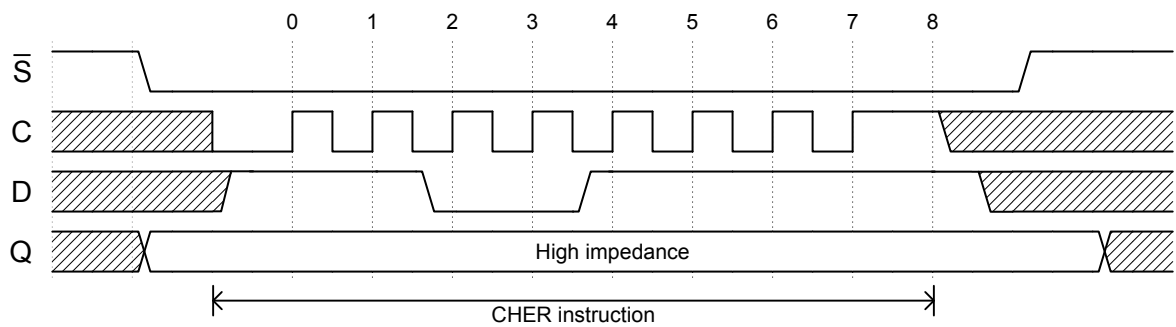 0 1 2 3 4 5 6 7 8
S̅
C
D
Q
High impedance
CHER instruction